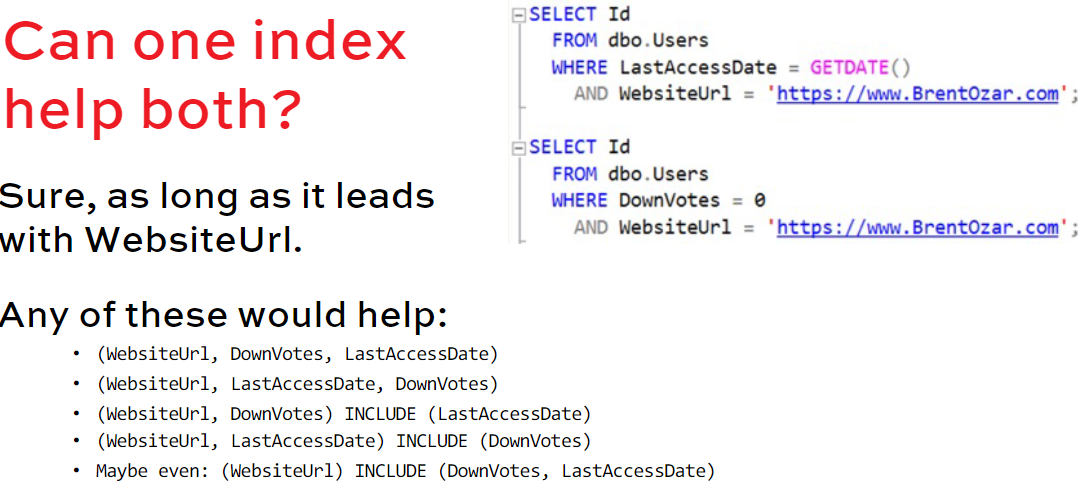 Can one index
help both?
SELECT Id
FROM dbo.Users
WHERE LastAccessDate = GETDATE()
AND WebsiteUrl = 'https://www.BrentOzar.com';
SELECT Id
FROM dbo.Users
WHERE DownVotes = 0
AND WebsiteUrl = 'https://www.BrentOzar.com';
Sure, as long as it leads
with WebsiteUrl.
Any of these would help:
• (WebsiteUrl, DownVotes, LastAccessDate)
• (WebsiteUrl, LastAccessDate, DownVotes)
• (WebsiteUrl, DownVotes) INCLUDE (LastAccessDate)
• (WebsiteUrl, LastAccessDate) INCLUDE (DownVotes)
• Maybe even: (WebsiteUrl) INCLUDE (DownVotes, LastAccessDate)